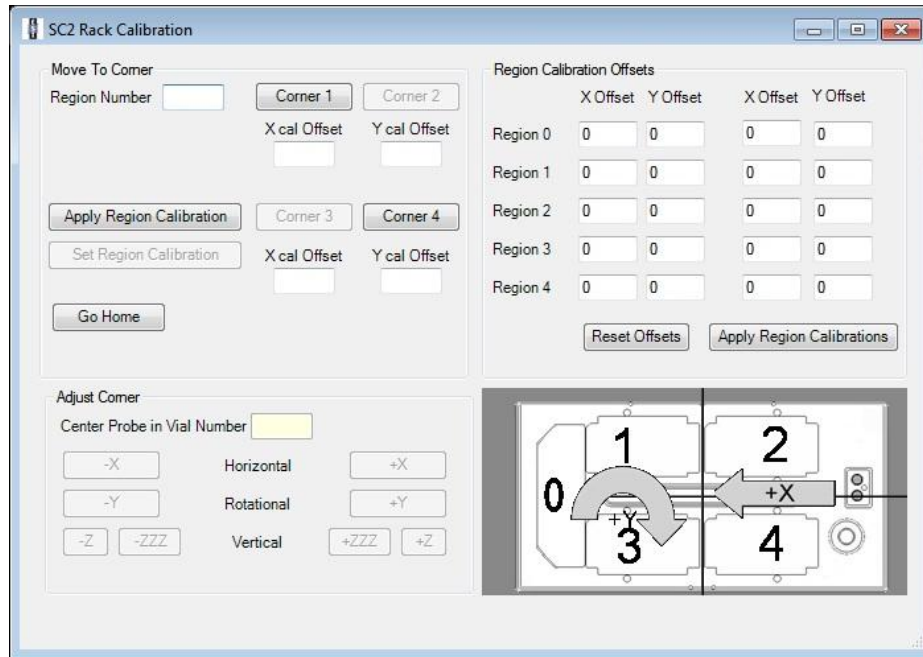 SC2 Rack Calibration
Move To Corner
Region Number Corner 1 Corner 2
X cal Offset Y cal Offset
Apply Region Calibration Corner 3 Corner 4
Set Region Calibration X cal Offset Y cal Offset
Go Home
Region Calibration Offsets
X Offset Y Offset X Offset Y Offset
Region 0 0 0 0 0
Region 1 0 0 0 0
Region 2 0 0 0 0
Region 3 0 0 0 0
Region 4 0 0 0 0
Reset Offsets Apply Region Calibrations
Adjust Corner
Center Probe in Vial Number
-X Horizontal +X
-Y Rotational +Y
-Z -ZZZ Vertical +ZZZ +Z
1 2
0 +X
+Y
3 4